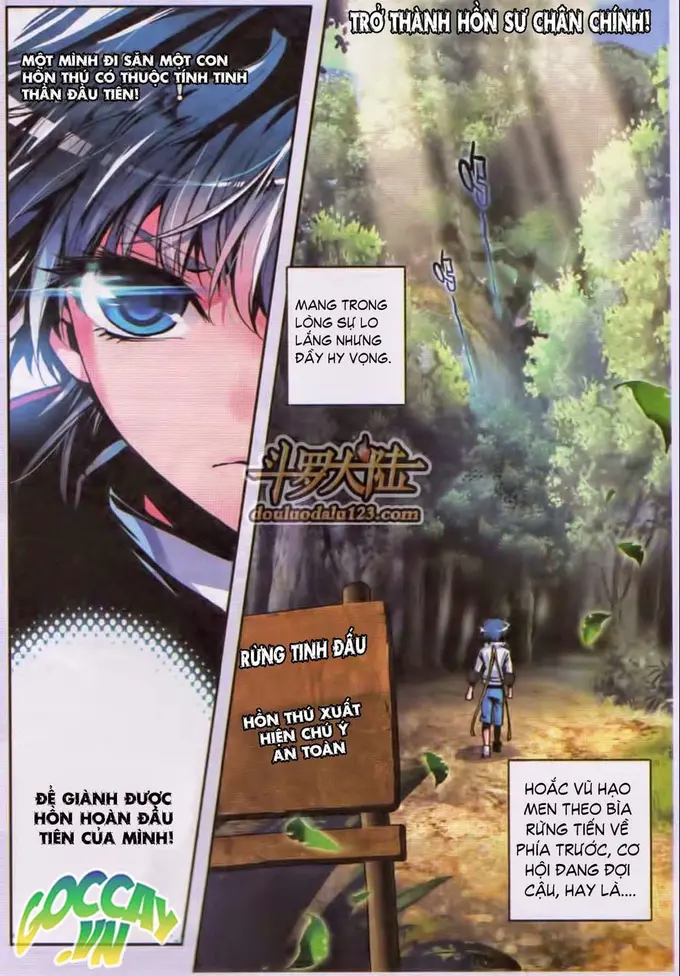 MỘT MÌNH ĐI SĂN MỘT CON
HỒN THÚ CÓ THUỘC TÍNH TINH
THẦN ĐẦU TIÊN!
ĐỂ GIÀNH ĐƯỢC
HỒN HOÀN ĐẦU
TIÊN CỦA MÌNH!
TRỞ THÀNH HỒN SƯ CHÂN CHÍNH!
MANG TRONG
LÒNG SỰ LO
LẮNG NHƯNG
ĐẦY HY VỌNG.
斗罗大陆
douluodalu123.com
RỪNG TINH ĐẤU
HỒN THÚ XUẤT
HIỆN CHÚ Ý
AN TOÀN
HOẮC VŨ HẠO
MEN THEO BÌA
RỪNG TIẾN VỀ
PHÍA TRƯỚC, CƠ
HỘI ĐANG ĐỢI
CẬU, HAY LÀ....
GOCCAY
.VN